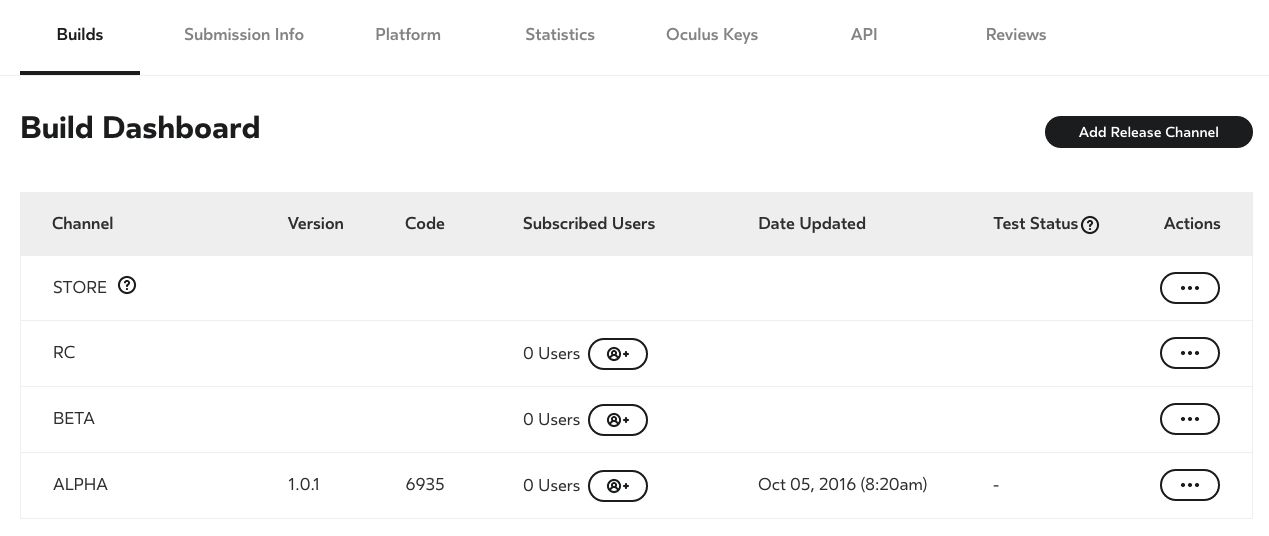 Builds Submission Info Platform Statistics Oculus Keys API Reviews
Build Dashboard
Add Release Channel
Channel Version Code Subscribed Users Date Updated Test Status ? Actions
STORE ? •••
RC 0 Users + •••
BETA 0 Users + •••
ALPHA 1.0.1 6935 0 Users + Oct 05, 2016 (8:20am) - •••